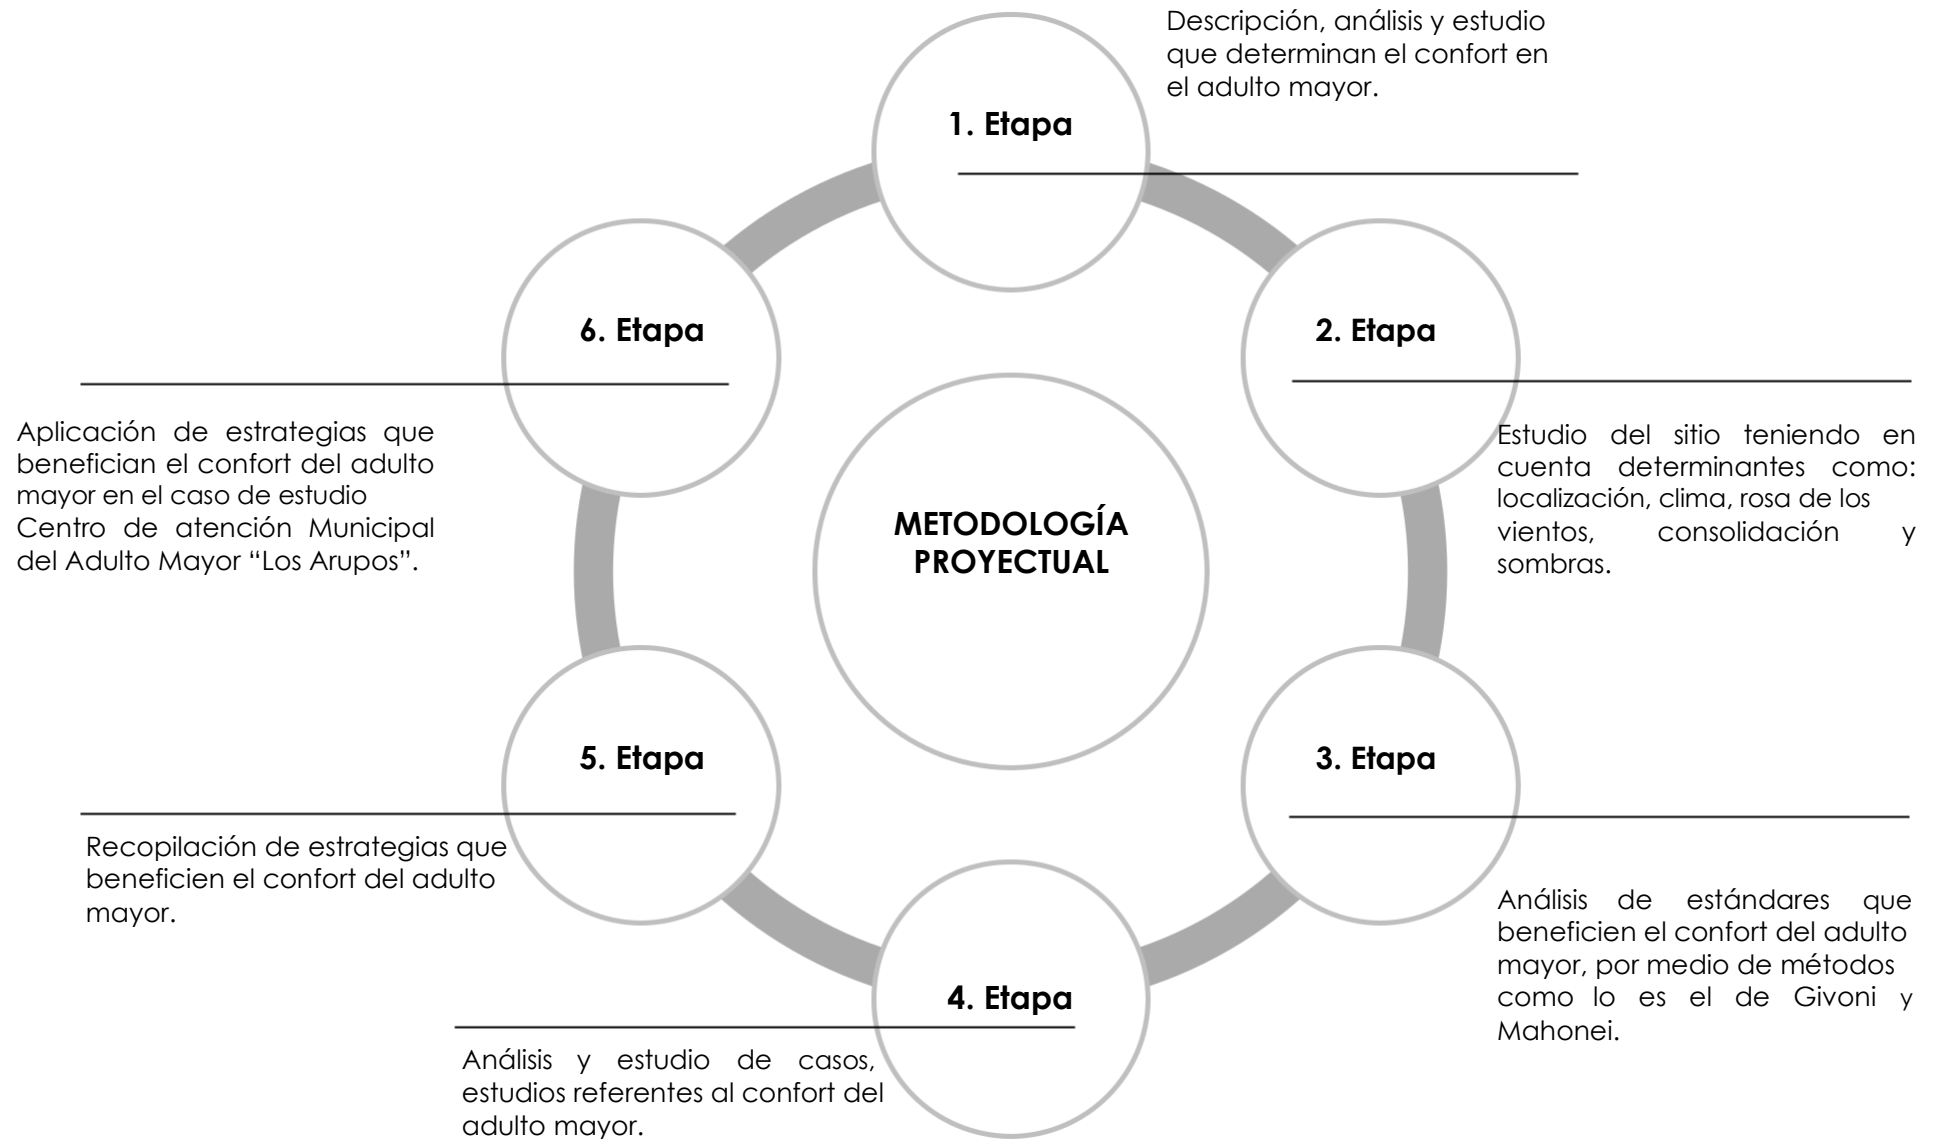 Descripción, análisis y estudio
que determinan el confort en
el adulto mayor.
1. Etapa
6. Etapa
2. Etapa
Aplicación de estrategias que
benefician el confort del adulto
mayor en el caso de estudio
Centro de atención Municipal
del Adulto Mayor “Los Arupos”.
Estudio del sitio teniendo en
cuenta determinantes como:
localización, clima, rosa de los
vientos, consolidación y
sombras.
METODOLOGÍA
PROYECTUAL
5. Etapa
3. Etapa
Recopilación de estrategias que
beneficien el confort del adulto
mayor.
Análisis de estándares que
beneficien el confort del adulto
mayor, por medio de métodos
como lo es el de Givoni y
Mahonei.
4. Etapa
Análisis y estudio de casos,
estudios referentes al confort del
adulto mayor.